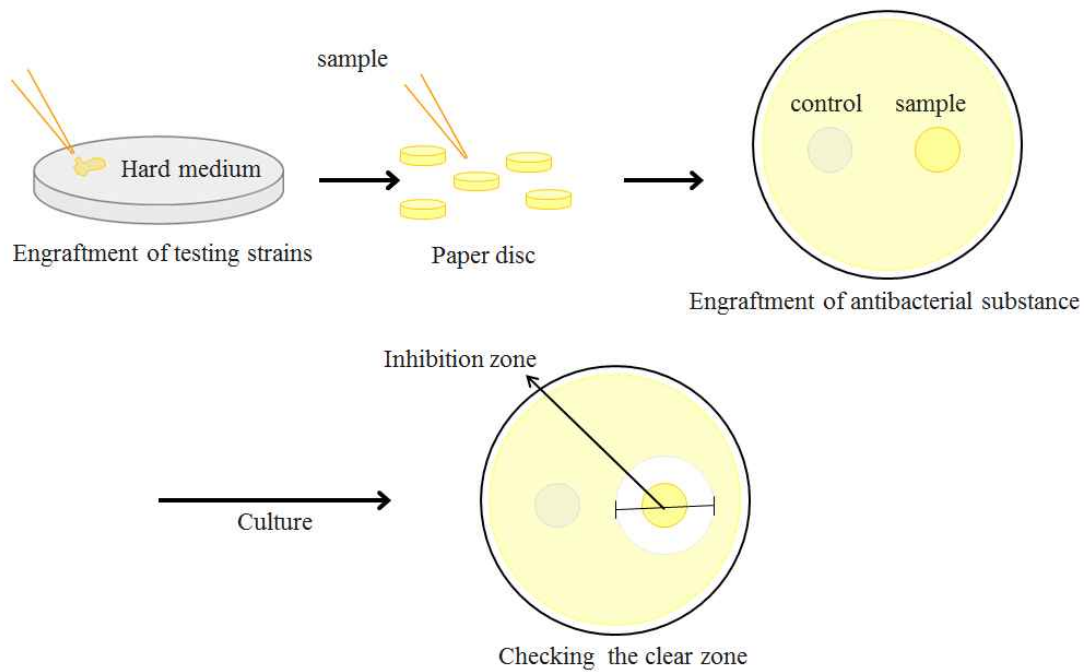 sample
control
sample
Hard medium
Engraftment of testing strains
Paper disc
Engraftment of antibacterial substance
Inhibition zone
Culture
Checking the clear zone